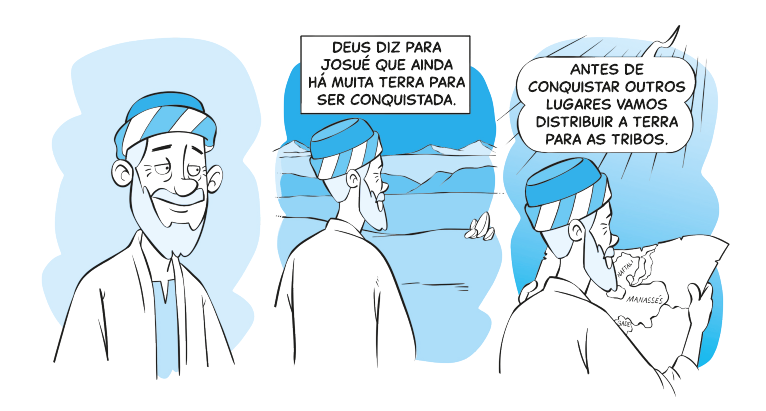 DEUS DIZ PARA
JOSUÉ QUE AINDA
HÁ MUITA TERRA PARA
SER CONQUISTADA.
ANTES DE
CONQUISTAR OUTROS
LUGARES VAMOS
DISTRIBUIR A TERRA
PARA AS TRIBOS.
MANASSÉS
GADE